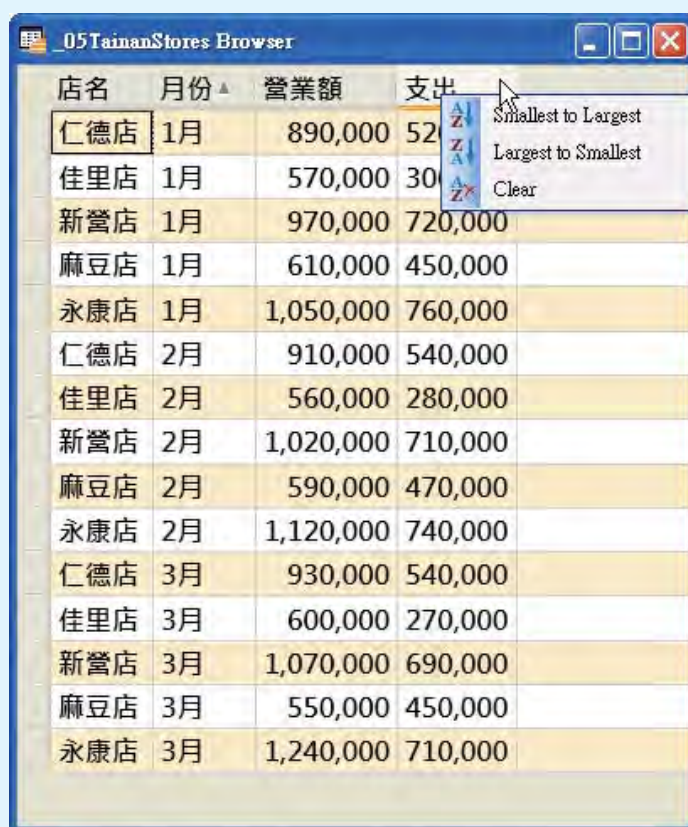 _05TainanStores Browser
店名 月份 營業額 支出
Smallest to Largest
Largest to Smallest
Clear
仁德店 1月 890,000 52
佳里店 1月 570,000 30
新營店 1月 970,000 720,000
麻豆店 1月 610,000 450,000
永康店 1月 1,050,000 760,000
仁德店 2月 910,000 540,000
佳里店 2月 560,000 280,000
新營店 2月 1,020,000 710,000
麻豆店 2月 590,000 470,000
永康店 2月 1,120,000 740,000
仁德店 3月 930,000 540,000
佳里店 3月 600,000 270,000
新營店 3月 1,070,000 690,000
麻豆店 3月 550,000 450,000
永康店 3月 1,240,000 710,000